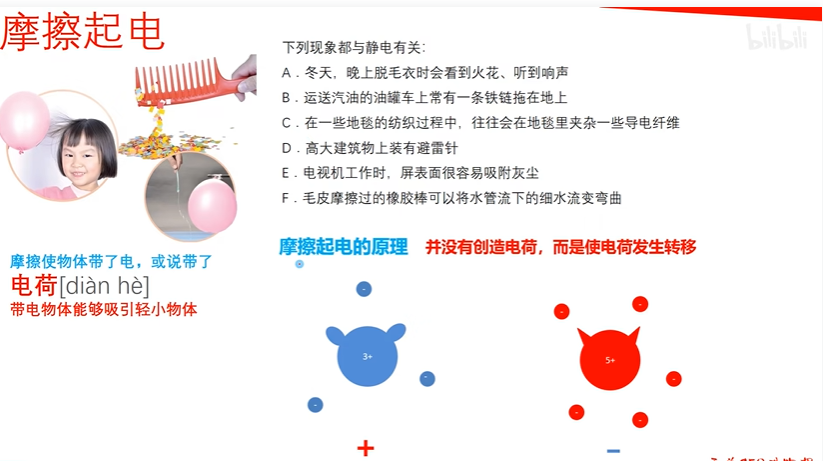 摩擦起电
bilibili
下列现象都与静电有关：
A．冬天，晚上脱毛衣时会看到火花、听到响声
B．运送汽油的油罐车上常有一条铁链拖在地上
C．在一些地毯的纺织过程中，往往会在地毯里夹杂一些导电纤维
D．高大建筑物上装有避雷针
E．电视机工作时，屏表面很容易吸附灰尘
F．毛皮摩擦过的橡胶棒可以将水管流下的细水流变弯曲
摩擦使物体带了电，或说带了
电荷[diàn hè]
带电物体能够吸引轻小物体
摩擦起电的原理 并没有创造电荷，而是使电荷发生转移
-
-
-
3+
-
-
+
-
-
5+
-
-
-
−